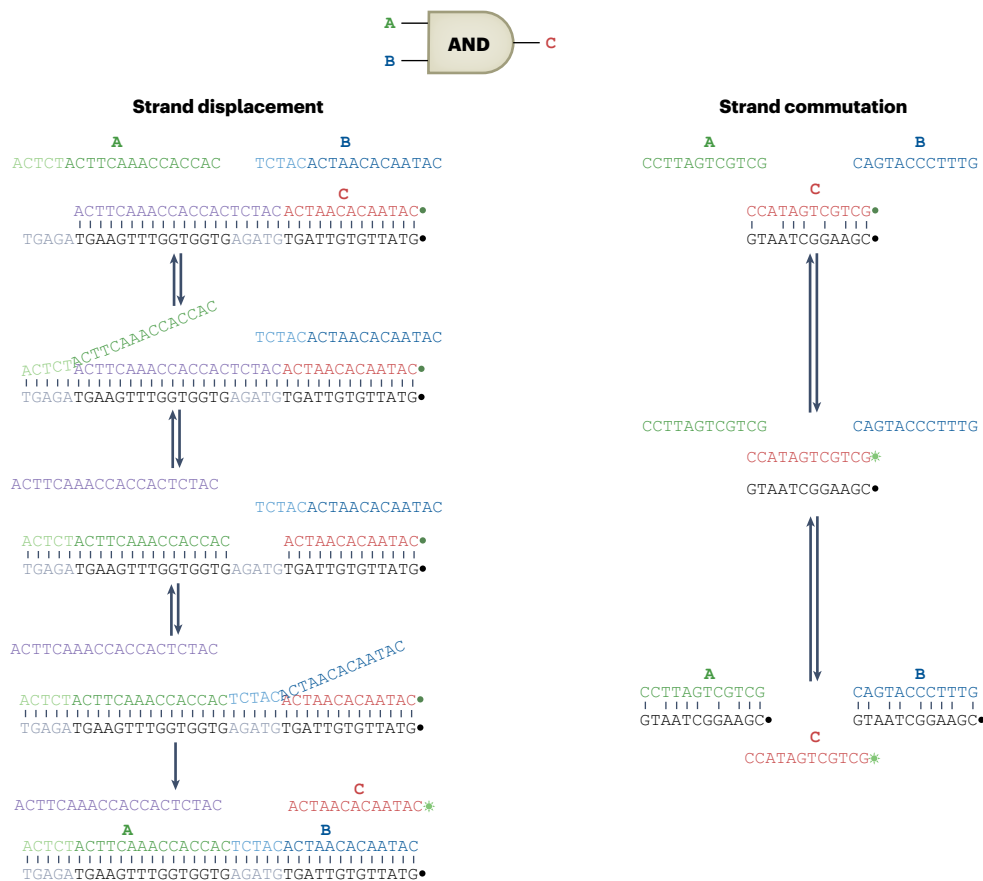 A
AND
C
B
Strand displacement
A
B
ACTCTACTTCAAACCACCAC
TCTACACTAACACAATAC
C
ACTTCAAACCACCACTCTACACTAACACAATAC
TGAGATGAAGTTTGGTGGTGAGATGTGATTGTGTTATG
ACTCTACTTCAAACCACCAC
TCTACACTAACACAATAC
ACTTCAAACCACCACTCTACACTAACACAATAC
TGAGATGAAGTTTGGTGGTGAGATGTGATTGTGTTATG
ACTTCAAACCACCACTCTAC
TCTACACTAACACAATAC
ACTCTACTTCAAACCACCAC
ACTAACACAATAC
TGAGATGAAGTTTGGTGGTGAGATGTGATTGTGTTATG
ACTTCAAACCACCACTCTAC
ACTCTACTTCAAACCACCACTCTACACTAACACAATAC
ACTAACACAATAC
TGAGATGAAGTTTGGTGGTGAGATGTGATTGTGTTATG
ACTTCAAACCACCACTCTAC
C
ACTAACACAATAC
A
B
ACTCTACTTCAAACCACCACTCTACACTAACACAATAC
TGAGATGAAGTTTGGTGGTGAGATGTGATTGTGTTATG
Strand commutation
A
B
CCTTAGTCGTCG
CAGTACCCTTTG
C
CCATAGTCGTCG
GTAATCGGAAGC
CCTTAGTCGTCG
CAGTACCCTTTG
CCATAGTCGTCG
GTAATCGGAAGC
A
B
CCTTAGTCGTCG
CAGTACCCTTTG
GTAATCGGAAGC
GTAATCGGAAGC
C
CCATAGTCGTCG